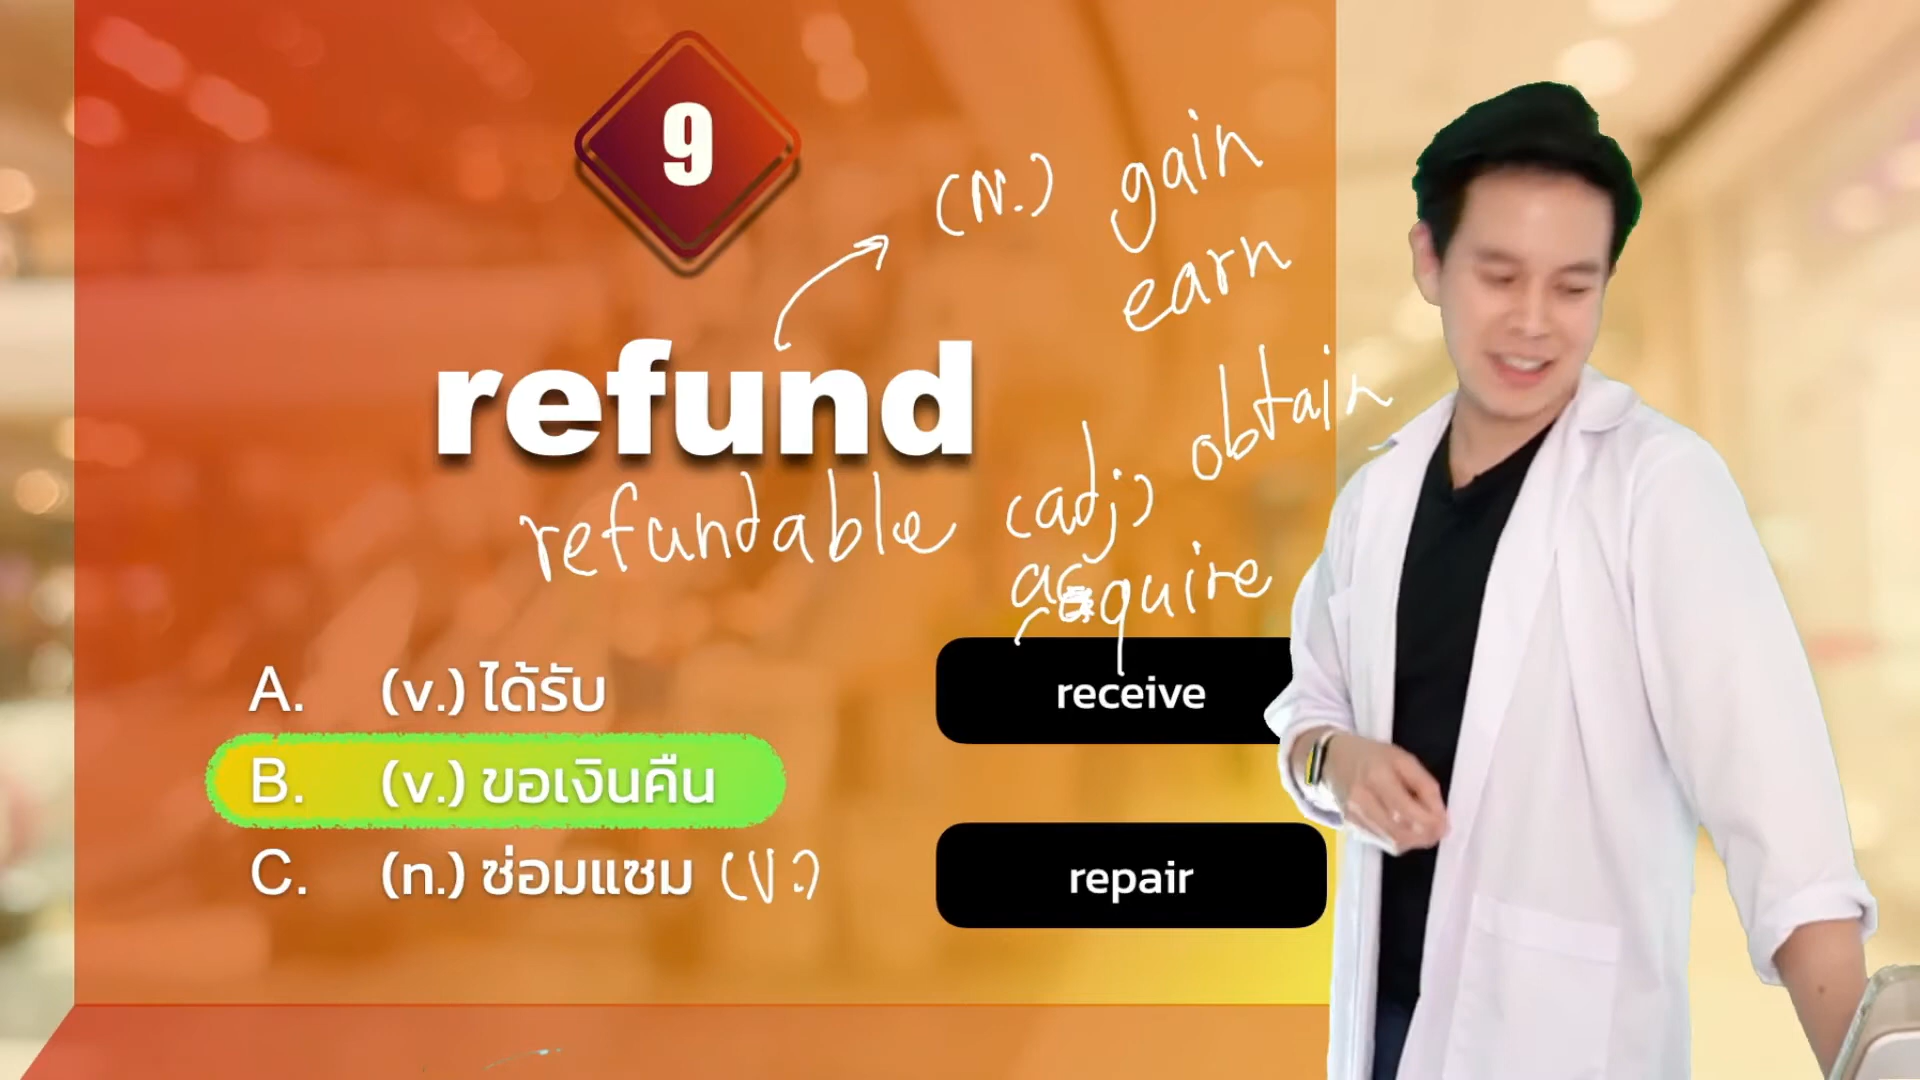 9
(N.) gain
earn
refund
obtain
refundable (adj)
acquire
A. (v.) ได้รับ
receive
B. (v.) ขอเงินคืน
C. (n.) ซ่อมแซม (V.)
repair